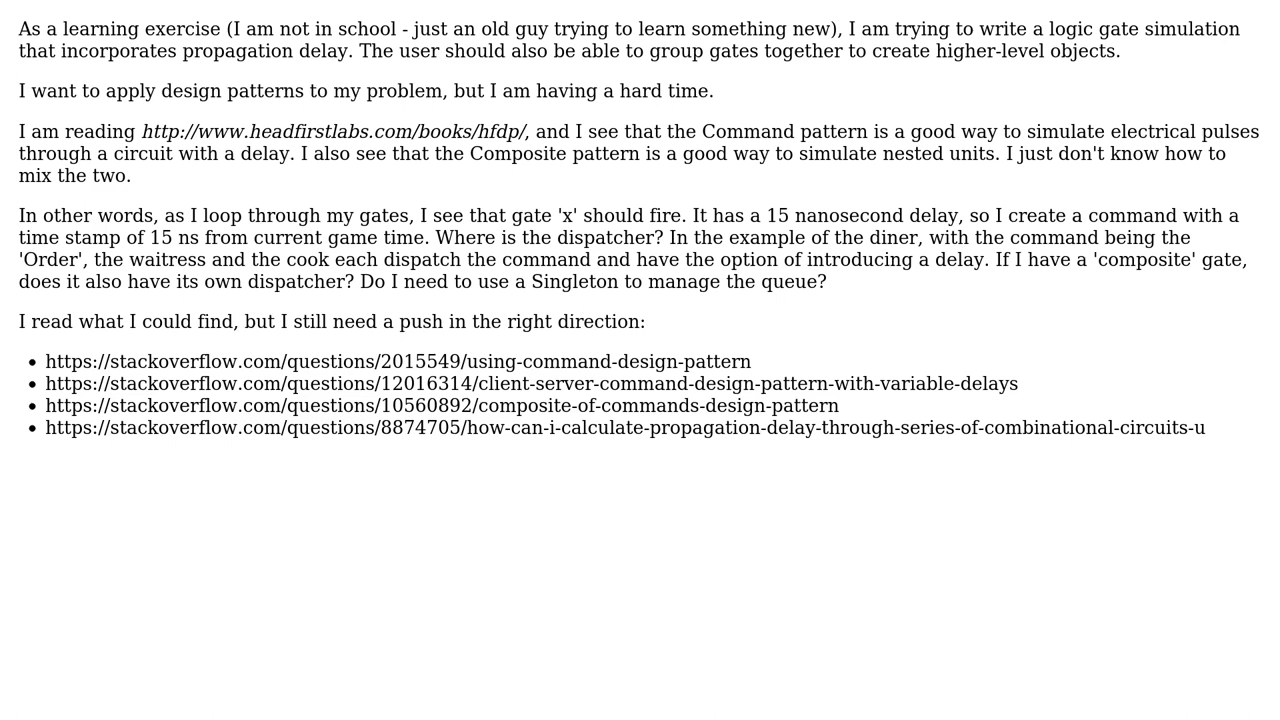 As a learning exercise (I am not in school - just an old guy trying to learn something new), I am trying to write a logic gate simulation
that incorporates propagation delay. The user should also be able to group gates together to create higher-level objects.
I want to apply design patterns to my problem, but I am having a hard time.
I am reading http://www.headfirstlabs.com/books/hfdp/, and I see that the Command pattern is a good way to simulate electrical pulses
through a circuit with a delay. I also see that the Composite pattern is a good way to simulate nested units. I just don't know how to
mix the two.
In other words, as I loop through my gates, I see that gate 'x' should fire. It has a 15 nanosecond delay, so I create a command with a
time stamp of 15 ns from current game time. Where is the dispatcher? In the example of the diner, with the command being the
'Order', the waitress and the cook each dispatch the command and have the option of introducing a delay. If I have a 'composite' gate,
does it also have its own dispatcher? Do I need to use a Singleton to manage the queue?
I read what I could find, but I still need a push in the right direction:
• https://stackoverflow.com/questions/2015549/using-command-design-pattern
• https://stackoverflow.com/questions/12016314/client-server-command-design-pattern-with-variable-delays
• https://stackoverflow.com/questions/10560892/composite-of-commands-design-pattern
• https://stackoverflow.com/questions/8874705/how-can-i-calculate-propagation-delay-through-series-of-combinational-circuits-u